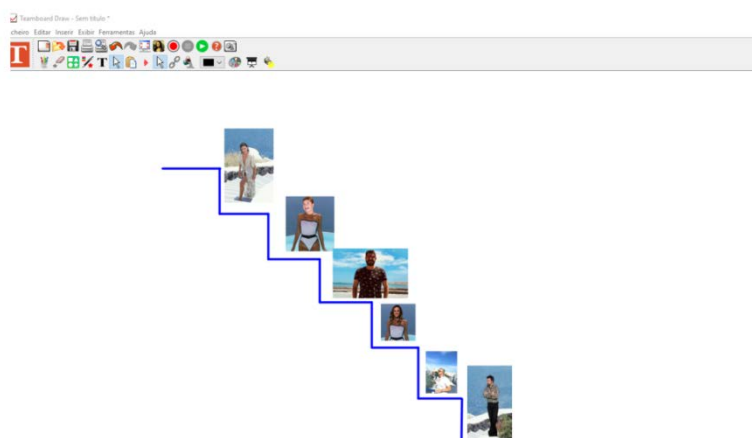 Teamboard Draw - Sem título *
cheiro Editar Inserir Exibir Ferramentas Ajuda
T
T